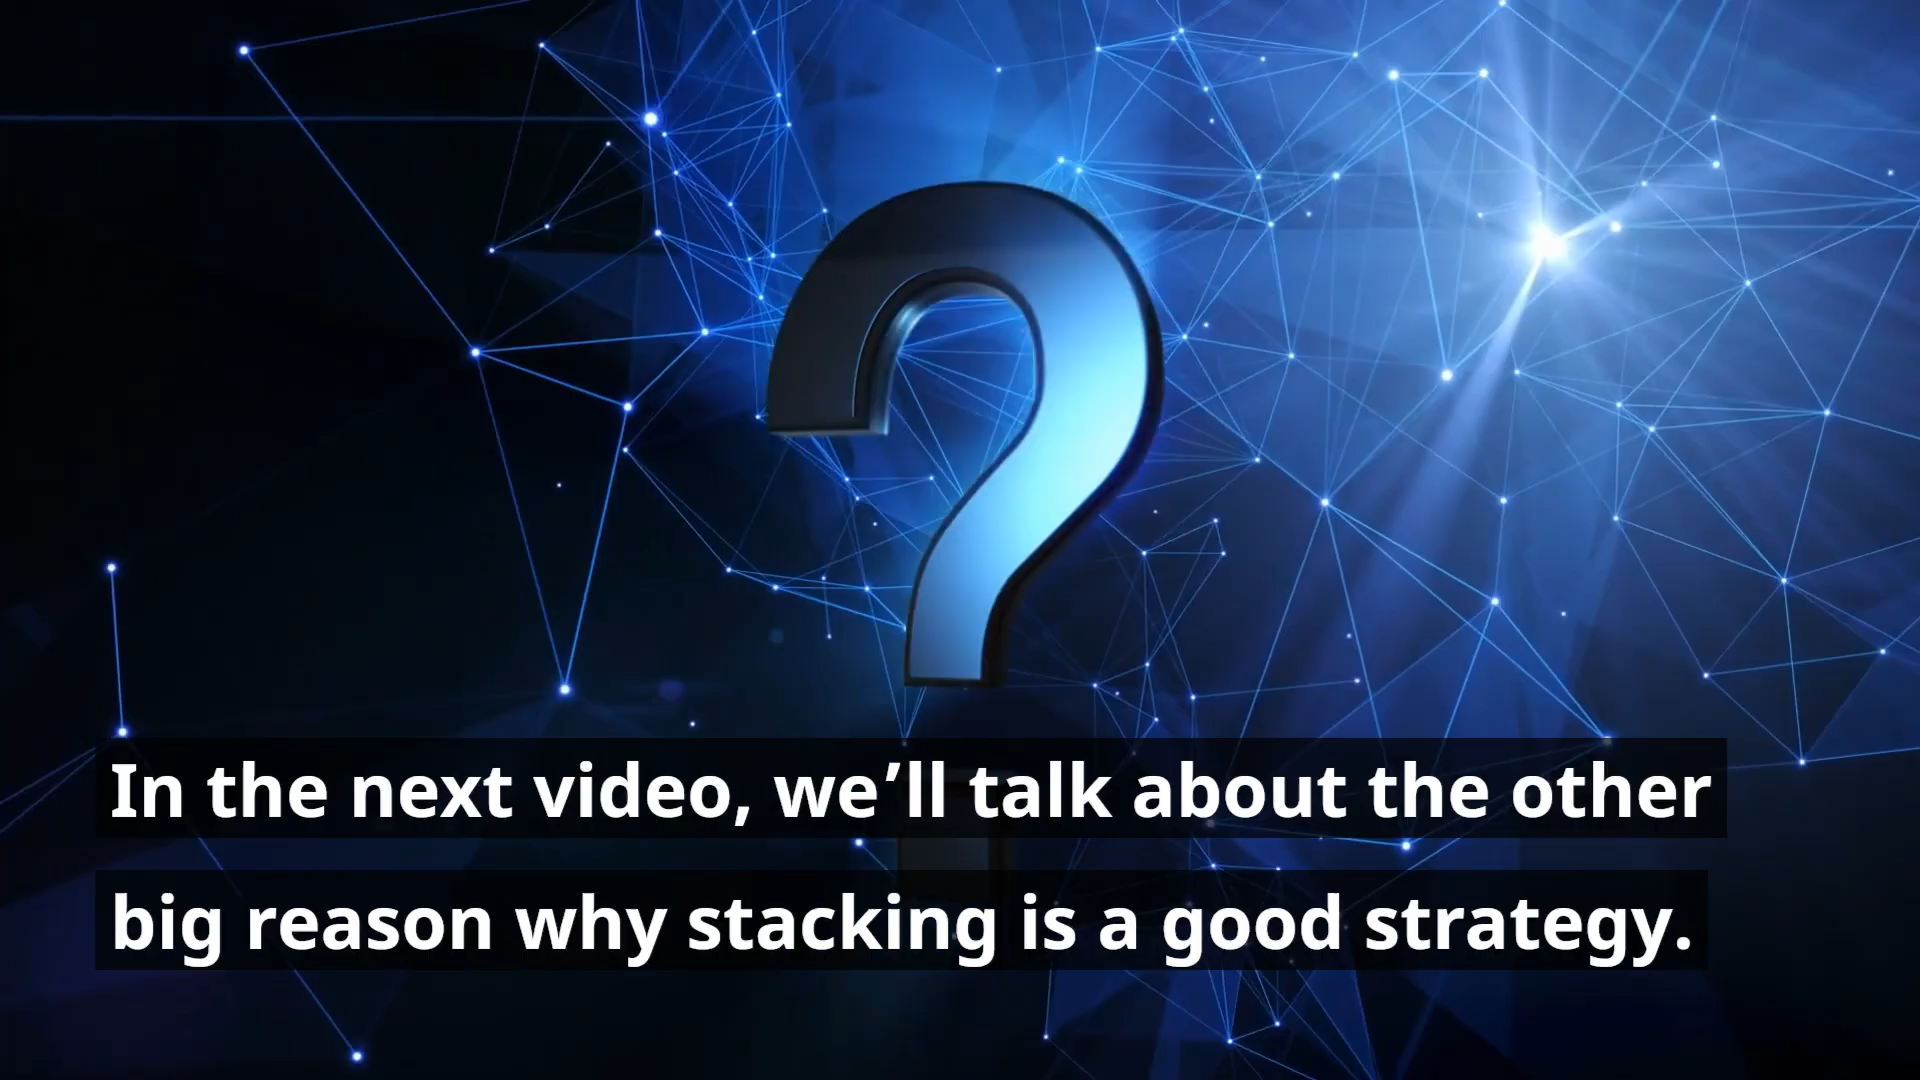 In the next video, we’ll talk about the other
big reason why stacking is a good strategy.